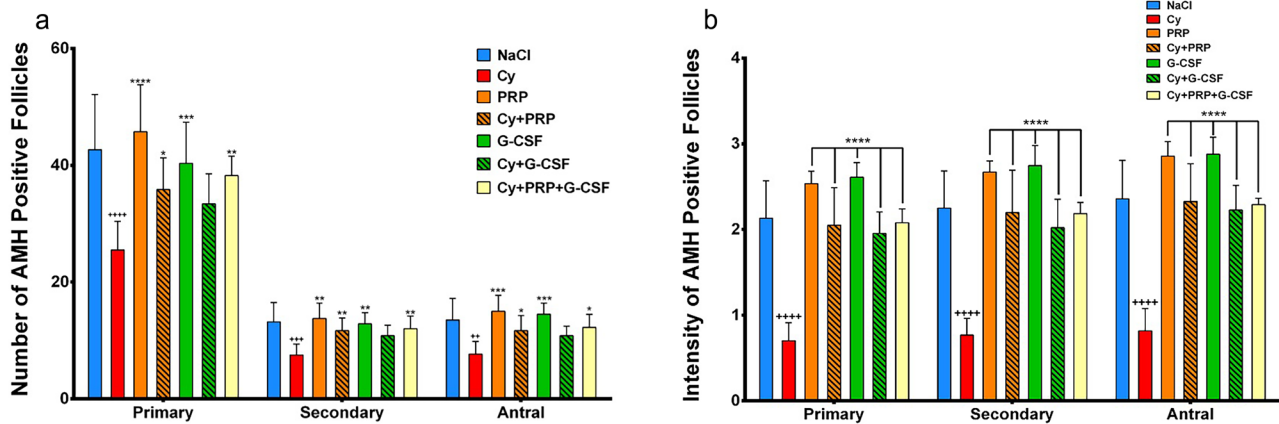 a
Number of AMH Positive Follicles
60
40
20
0
****
***
*
**
++++
**
**
**
**
+++
***
*
***
*
++
Primary
Secondary
Antral
NaCl
Cy
PRP
Cy+PRP
G-CSF
Cy+G-CSF
Cy+PRP+G-CSF
b
Intensity of AMH Positive Follicles
4
3
2
1
0
****
++++
****
++++
****
++++
Primary
Secondary
Antral
NaCl
Cy
PRP
Cy+PRP
G-CSF
Cy+G-CSF
Cy+PRP+G-CSF